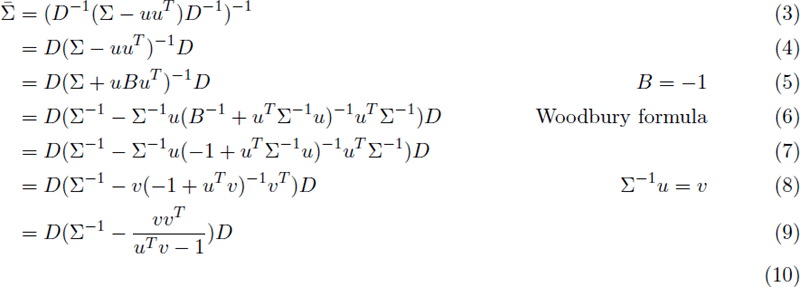 Σ̄ = (D⁻¹(Σ − uuᵀ)D⁻¹)⁻¹ (3)
= D(Σ − uuᵀ)⁻¹D (4)
= D(Σ + uBuᵀ)⁻¹D B = −1 (5)
= D(Σ⁻¹ − Σ⁻¹u(B⁻¹ + uᵀΣ⁻¹u)⁻¹uᵀΣ⁻¹)D Woodbury formula (6)
= D(Σ⁻¹ − Σ⁻¹u(−1 + uᵀΣ⁻¹u)⁻¹uᵀΣ⁻¹)D (7)
= D(Σ⁻¹ − v(−1 + uᵀv)⁻¹vᵀ)D Σ⁻¹u = v (8)
= D(Σ⁻¹ − vvᵀ / uᵀv − 1)D (9)
(10)